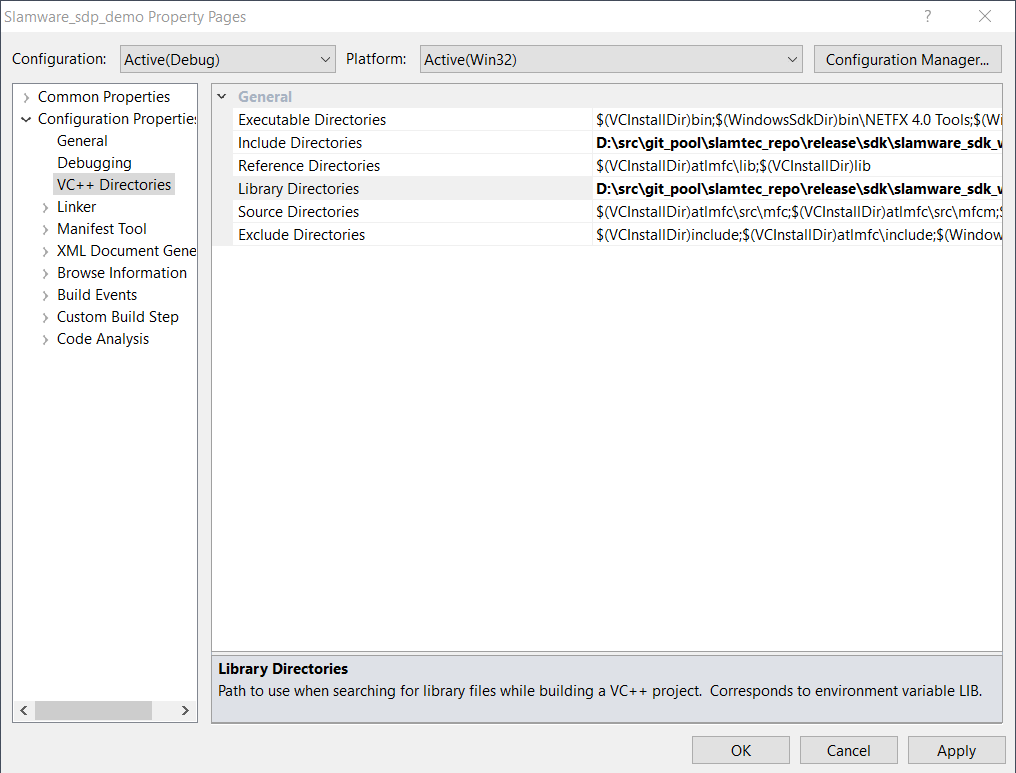 Slamware_sdp_demo Property Pages
Configuration: Active(Debug) Platform: Active(Win32) Configuration Manager...
Common Properties
Configuration Properties
General
Debugging
VC++ Directories
Linker
Manifest Tool
XML Document Gene
Browse Information
Build Events
Custom Build Step
Code Analysis
General
Executable Directories $(VCInstallDir)bin;$(WindowsSdkDir)bin\NETFX 4.0 Tools;$(Wi
Include Directories D:\src\git_pool\slamtec_repo\release\sdk\slamware_sdk_w
Reference Directories $(VCInstallDir)atlmfc\lib;$(VCInstallDir)lib
Library Directories D:\src\git_pool\slamtec_repo\release\sdk\slamware_sdk_w
Source Directories $(VCInstallDir)atlmfc\src\mfc;$(VCInstallDir)atlmfc\src\mfcm;$
Exclude Directories $(VCInstallDir)include;$(VCInstallDir)atlmfc\include;$(Window
Library Directories
Path to use when searching for library files while building a VC++ project. Corresponds to environment variable LIB.
OK Cancel Apply